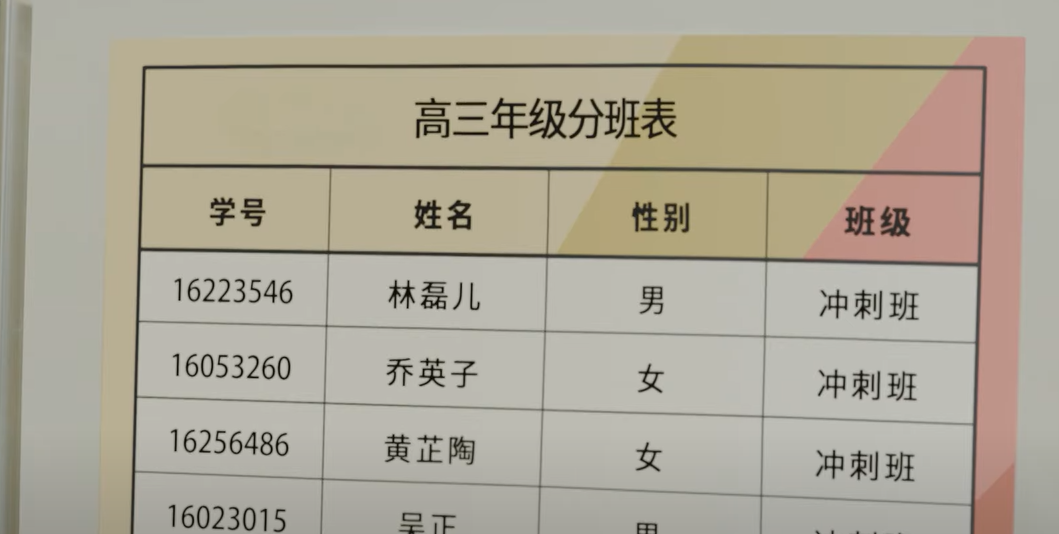 高三年级分班表
学号 姓名 性别 班级
16223546 林磊儿 男 冲刺班
16053260 乔英子 女 冲刺班
16256486 黄芷陶 女 冲刺班
16023015 吴正 男